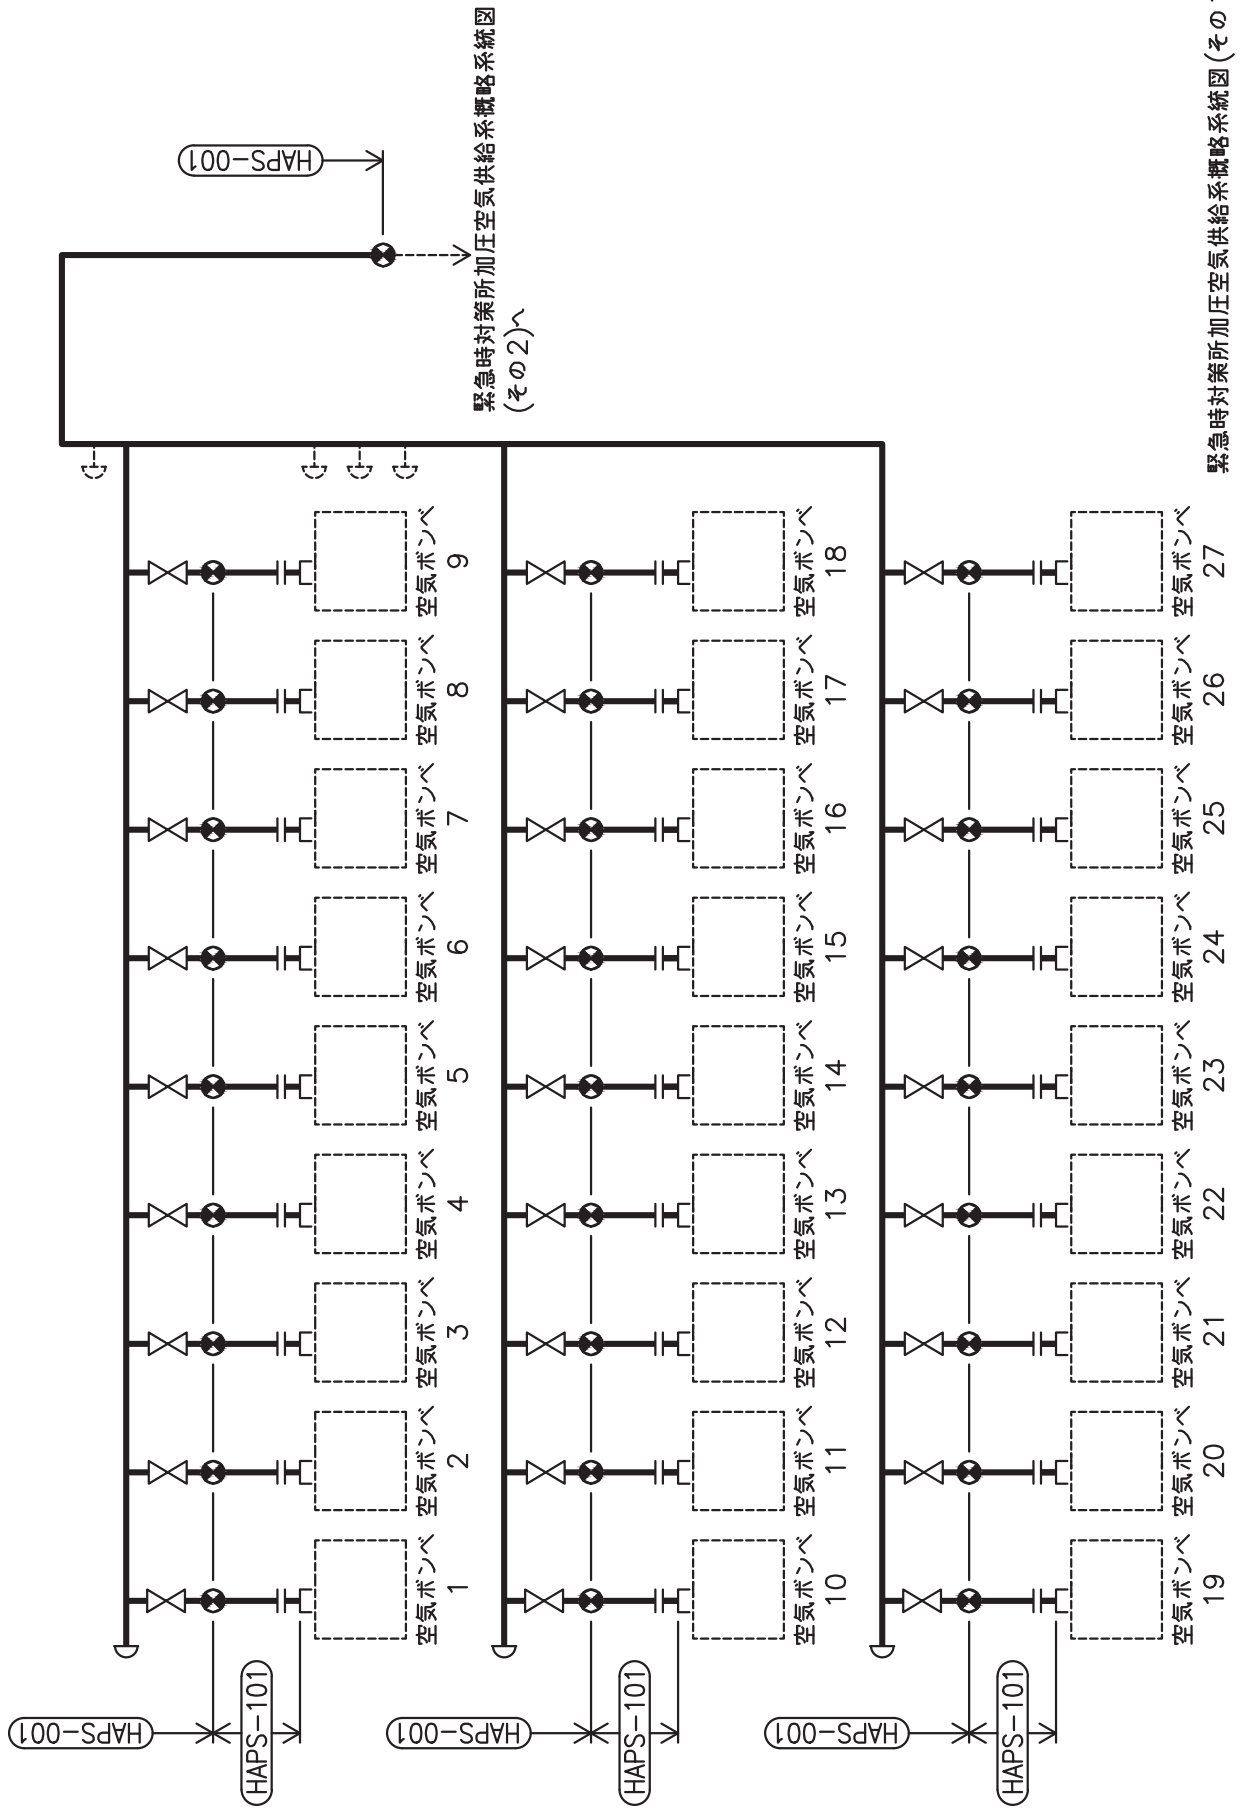 HAPS-001
緊急時対策所加圧空気供給系概略系統図
(その2)へ
HAPS-001
HAPS-101
空気ボンベ
1
空気ボンベ
2
空気ボンベ
3
空気ボンベ
4
空気ボンベ
5
空気ボンベ
6
空気ボンベ
7
空気ボンベ
8
空気ボンベ
9
HAPS-001
HAPS-101
空気ボンベ
10
空気ボンベ
11
空気ボンベ
12
空気ボンベ
13
空気ボンベ
14
空気ボンベ
15
空気ボンベ
16
空気ボンベ
17
空気ボンベ
18
HAPS-001
HAPS-101
空気ボンベ
19
空気ボンベ
20
空気ボンベ
21
空気ボンベ
22
空気ボンベ
23
空気ボンベ
24
空気ボンベ
25
空気ボンベ
26
空気ボンベ
27
緊急時対策所加圧空気供給系概略系統図(その